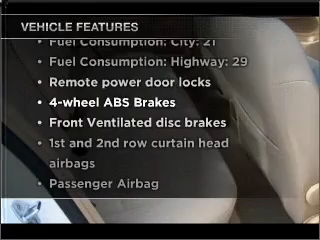 VEHICLE FEATURES
• Fuel Consumption: City: 21
• Fuel Consumption: Highway: 29
• Remote power door locks
• 4-wheel ABS Brakes
• Front Ventilated disc brakes
• 1st and 2nd row curtain head
airbags
• Passenger Airbag